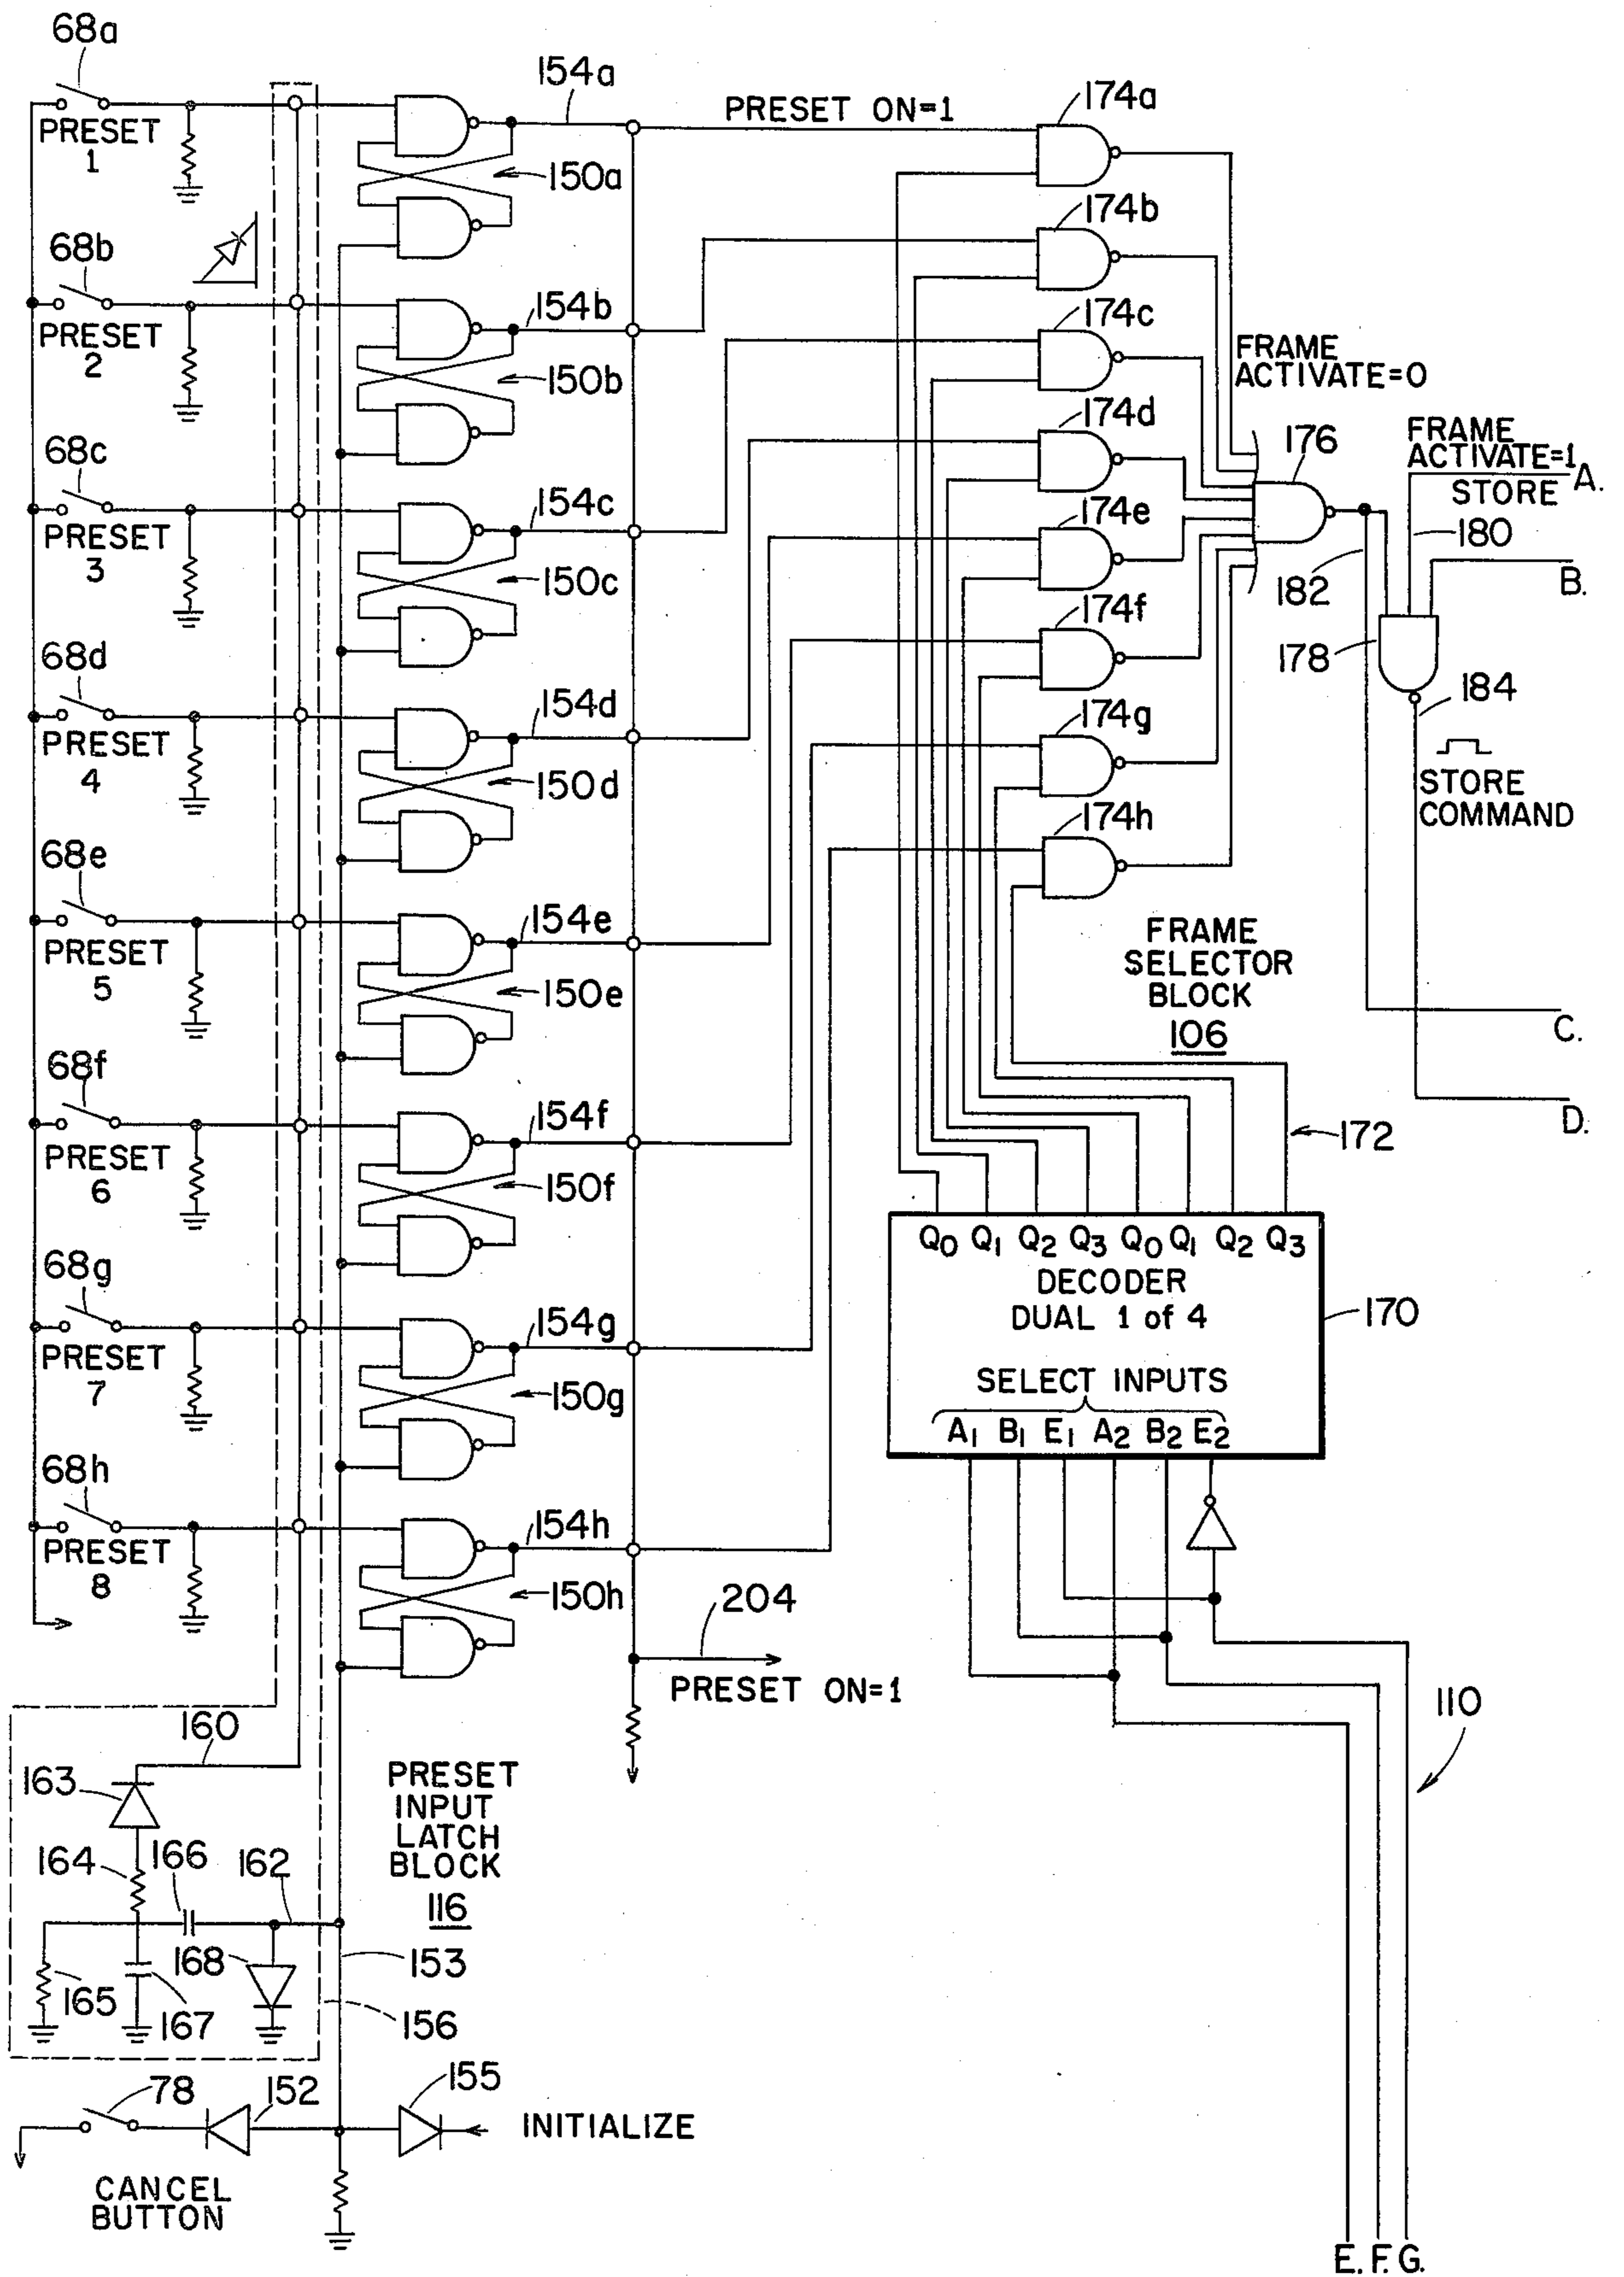 68a
PRESET
1
68b
PRESET
2
68c
PRESET
3
68d
PRESET
4
68e
PRESET
5
68f
PRESET
6
68g
PRESET
7
68h
PRESET
8
154a
150a
154b
150b
154c
150c
154d
150d
154e
150e
154f
150f
154g
150g
154h
150h
PRESET ON=1
174a
174b
174c
174d
174e
174f
174g
174h
FRAME
ACTIVATE=0
176
FRAME
ACTIVATE=1
STORE
A.
180
B.
182
178
184
STORE
COMMAND
FRAME
SELECTOR
BLOCK
106
C.
D.
172
Q0 Q1 Q2 Q3 Q0 Q1 Q2 Q3
DECODER
DUAL 1 of 4
170
SELECT INPUTS
A1 B1 E1 A2 B2 E2
204
PRESET ON=1
110
160
163
164
166
162
168
165
167
153
156
PRESET
INPUT
LATCH
BLOCK
116
78
152
155
INITIALIZE
CANCEL
BUTTON
E. F. G.